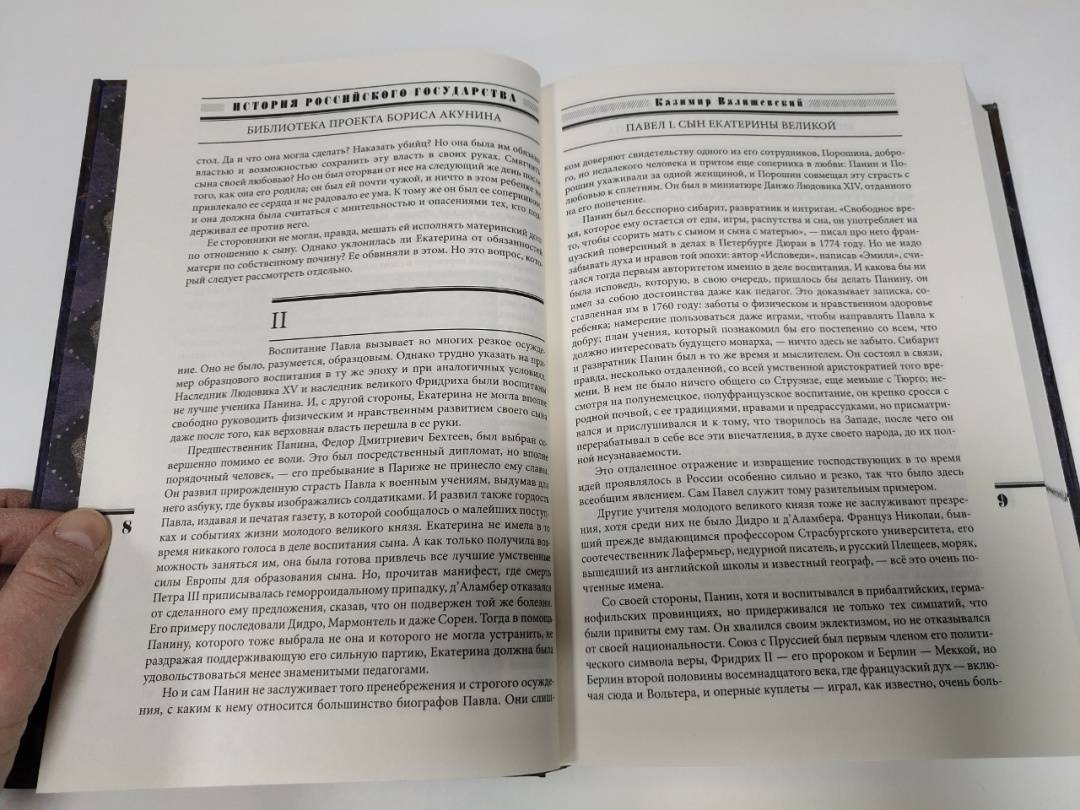 ИСТОРИЯ РОССИЙСКОГО ГОСУДАРСТВА
БИБЛИОТЕКА ПРОЕКТА БОРИСА АКУНИНА
стол. Да и что она могла сделать? Наказать убийц? Но она была им обязана
властью и возможностью сохранить эту власть в своих руках. Смягчить
сына своей любовью? Но он был оторван от нее на следующий же день после
того, как она его родила; он был ей почти чужой, и ничто в этом ребенке не
привлекало ее сердца и не радовало ее ума. К тому же он был ее соперником,
и она должна была считаться с мнительностью и опасениями тех, кто под-
держивал ее против него.
Ее сторонники не могли, правда, мешать ей исполнять материнский долг
по отношению к сыну. Однако уклонилась ли Екатерина от обязанностей
матери по собственному почину? Ее обвиняли в этом. Но это вопрос, кото-
рый следует рассмотреть отдельно.
II
Воспитание Павла вызывает во многих резкое осужде-
ние. Оно не было, разумеется, образцовым. Однако трудно указать на при-
мер образцового воспитания в ту же эпоху и при аналогичных условиях.
Наследник Людовика XV и наследник великого Фридриха были воспитаны
не лучше ученика Панина. И, с другой стороны, Екатерина не могла вполне
свободно руководить физическим и нравственным развитием своего сына
даже после того, как верховная власть перешла в ее руки.
Предшественник Панина, Федор Дмитриевич Бехтеев, был выбран со-
вершенно помимо ее воли. Это был посредственный дипломат, но вполне
порядочный человек, — его пребывание в Париже не принесло ему славы.
Он развил прирожденную страсть Павла к военным учениям, выдумав для
него азбуку, где буквы изображались солдатиками. И развил также гордость
Павла, издавая и печатая газету, в которой сообщалось о малейших поступ-
ках и событиях жизни молодого великого князя. Екатерина не имела в то
время никакого голоса в деле воспитания сына. А как только получила воз-
можность заняться им, она была готова привлечь все лучшие умственные
силы Европы для образования сына. Но, прочитав манифест, где смерть
Петра III приписывалась геморроидальному припадку, д’Аламбер отказался
от сделанного ему предложения, сказав, что он подвержен той же болезни.
Его примеру последовали Дидро, Мармонтель и даже Сорен. Тогда в помощь
Панину, которого тоже выбрала не она и которого не могла устранить, не
раздражая поддерживающую его сильную партию, Екатерина должна была
удовольствоваться менее знаменитыми педагогами.
Но и сам Панин не заслуживает того пренебрежения и строгого осужде-
ния, с каким к нему относится большинство биографов Павла. Они слиш-
8
Казимир Валишевский
ПАВЕЛ I. СЫН ЕКАТЕРИНЫ ВЕЛИКОЙ
ком доверяют свидетельству одного из его сотрудников, Порошина, добро-
го, но недалекого человека и притом еще соперника в любви: Панин и По-
рошин ухаживали за одной женщиной, и Порошин совмещал эту страсть с
любовью к сплетням. Он был в миниатюре Данжо Людовика XIV, отданного
на его попечение.
Панин был бесспорно сибарит, развратник и интриган. «Свободное вре-
мя, которое ему остается от еды, игры, распутства и сна, он употребляет на
то, чтобы ссорить мать с сыном и сына с матерью», — писал про него фран-
цузский поверенный в делах в Петербурге Дюран в 1774 году. Но не надо
забывать духа и нравов той эпохи: автор «Исповеди», написав «Эмиля», счи-
тался тогда первым авторитетом именно в деле воспитания. И какова бы ни
была исповедь, которую, в свою очередь, пришлось бы делать Панину, он
имел за собою достоинства даже как педагог. Это доказывает записка, со-
ставленная им в 1760 году: заботы о физическом и нравственном здоровье
ребенка; намерение пользоваться даже играми, чтобы направлять Павла к
добру; план учения, который познакомил бы его постепенно со всем, что
должно интересовать будущего монарха, — ничто здесь не забыто. Сибарит
и развратник Панин был в то же время и мыслителем. Он состоял в связи,
правда, несколько отдаленной, со всей умственной аристократией того вре-
мени. В нем не было ничего общего со Струэнзе, еще меньше с Тюрго; не-
смотря на полунемецкое, полуфранцузское воспитание, он крепко сросся с
родной почвой, с ее традициями, нравами и предрассудками, но присматри-
вался и прислушивался и к тому, что творилось на Западе, после чего он
перерабатывал в себе все эти впечатления, в духе своего народа, до их пол-
ной неузнаваемости.
Это отдаленное отражение и извращение господствующих в то время
идей проявлялось в России особенно сильно и резко, так что было здесь
всеобщим явлением. Сам Павел служит тому разительным примером.
Другие учителя молодого великого князя тоже не заслуживают презре-
ния, хотя среди них не было Дидро и д’Аламбера. Француз Николаи, быв-
ший прежде выдающимся профессором Страсбургского университета, его
соотечественник Лафермьер, недурной писатель, и русский Плещеев, моряк,
вышедший из английской школы и известный географ, — всё это очень по-
чтенные имена.
Со своей стороны, Панин, хотя и воспитывался в прибалтийских, герма-
нофильских провинциях, но придерживался не только тех симпатий, что
были привиты ему там. Он хвалился своим эклектизмом, но не отказывался
от своей национальности. Союз с Пруссией был первым членом его полити-
ческого символа веры, Фридрих II — его пророком и Берлин — Меккой, но
Берлин второй половины восемнадцатого века, где французский дух — вклю-
чая сюда и Вольтера, и оперные куплеты — играл, как известно, очень боль-
9